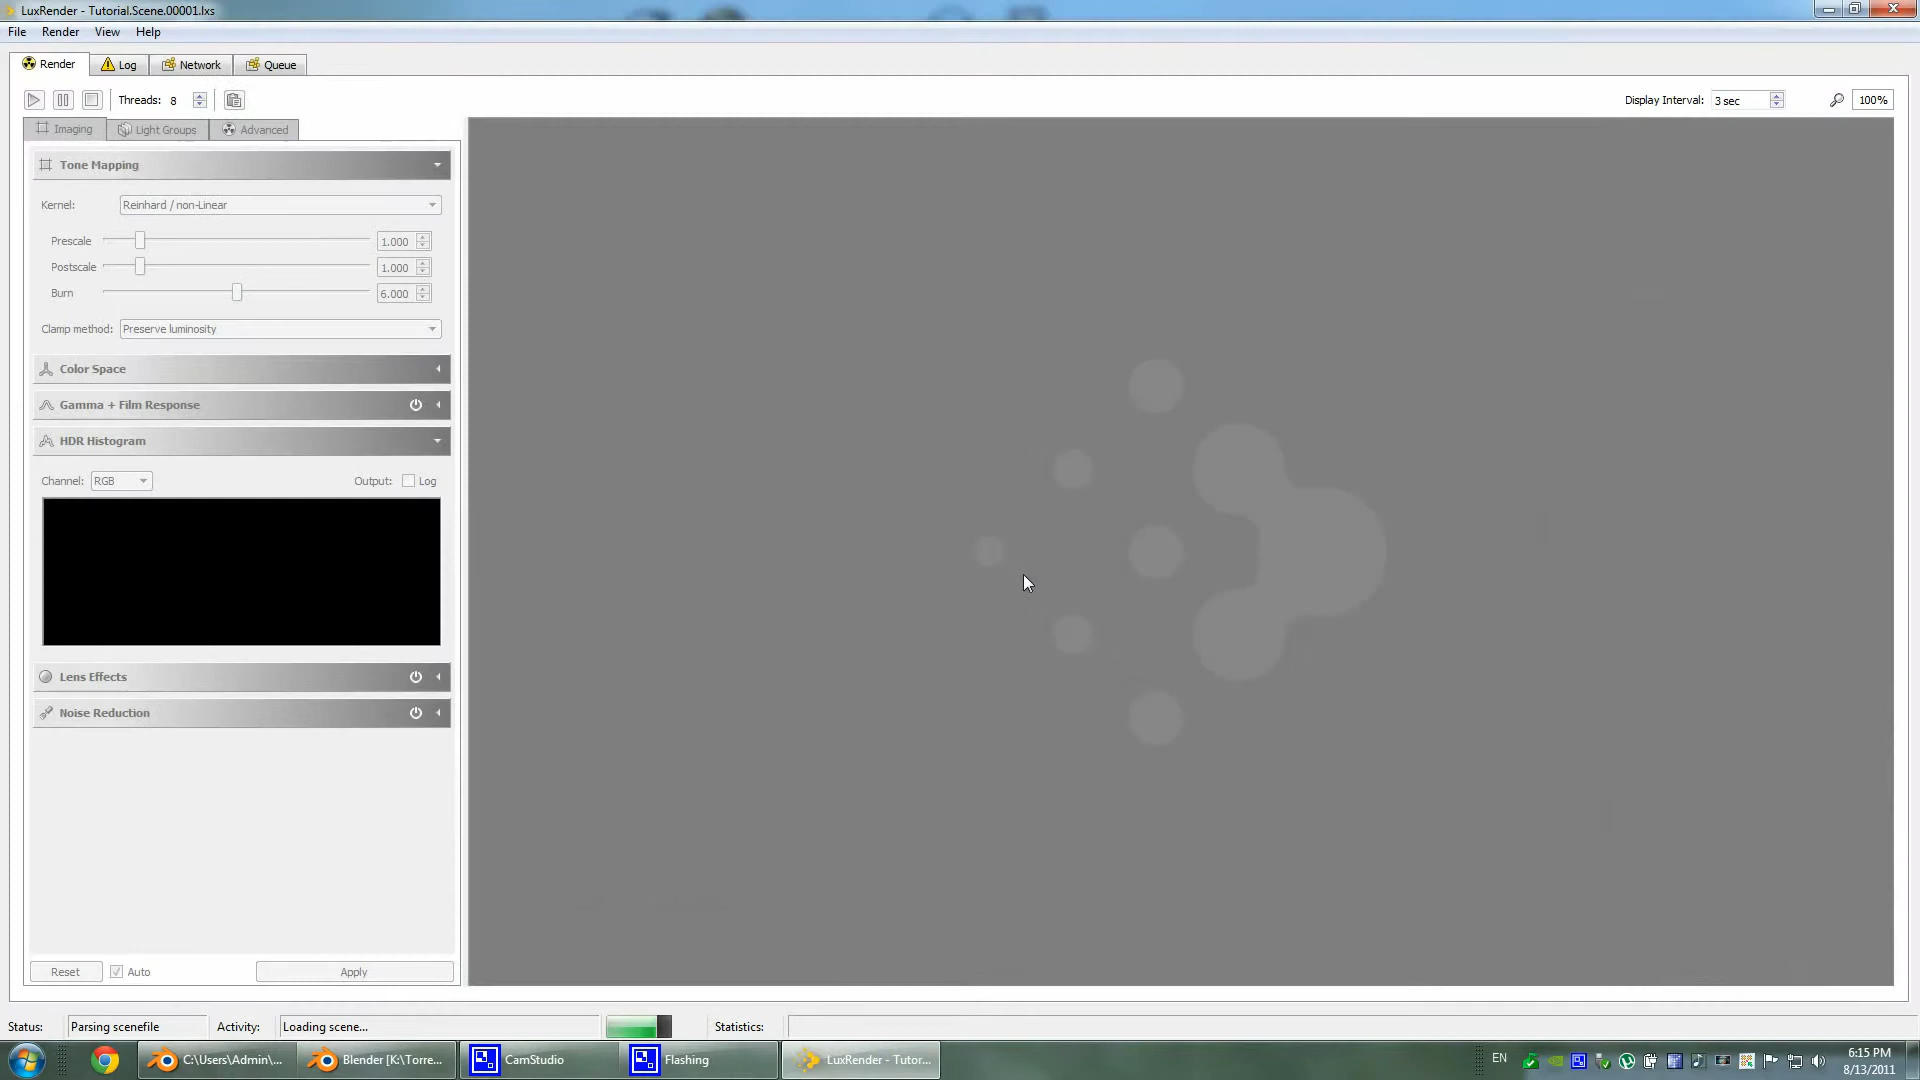 LuxRender - Tutorial.Scene.00001.lxs
File Render View Help
Render Log Network Queue
Threads: 8 Display Interval: 3 sec 100%
Imaging Light Groups Advanced
Tone Mapping
Kernel: Reinhard / non-Linear
Prescale 1.000
Postscale 1.000
Burn 6.000
Clamp method: Preserve luminosity
Color Space
Gamma + Film Response
HDR Histogram
Channel: RGB Output: Log
Lens Effects
Noise Reduction
Reset Auto Apply
Status: Parsing scenefile Activity: Loading scene... Statistics:
C:\Users\Admin\... Blender [K:\Torre... CamStudio Flashing LuxRender - Tutor... EN 6:15 PM
8/13/2011